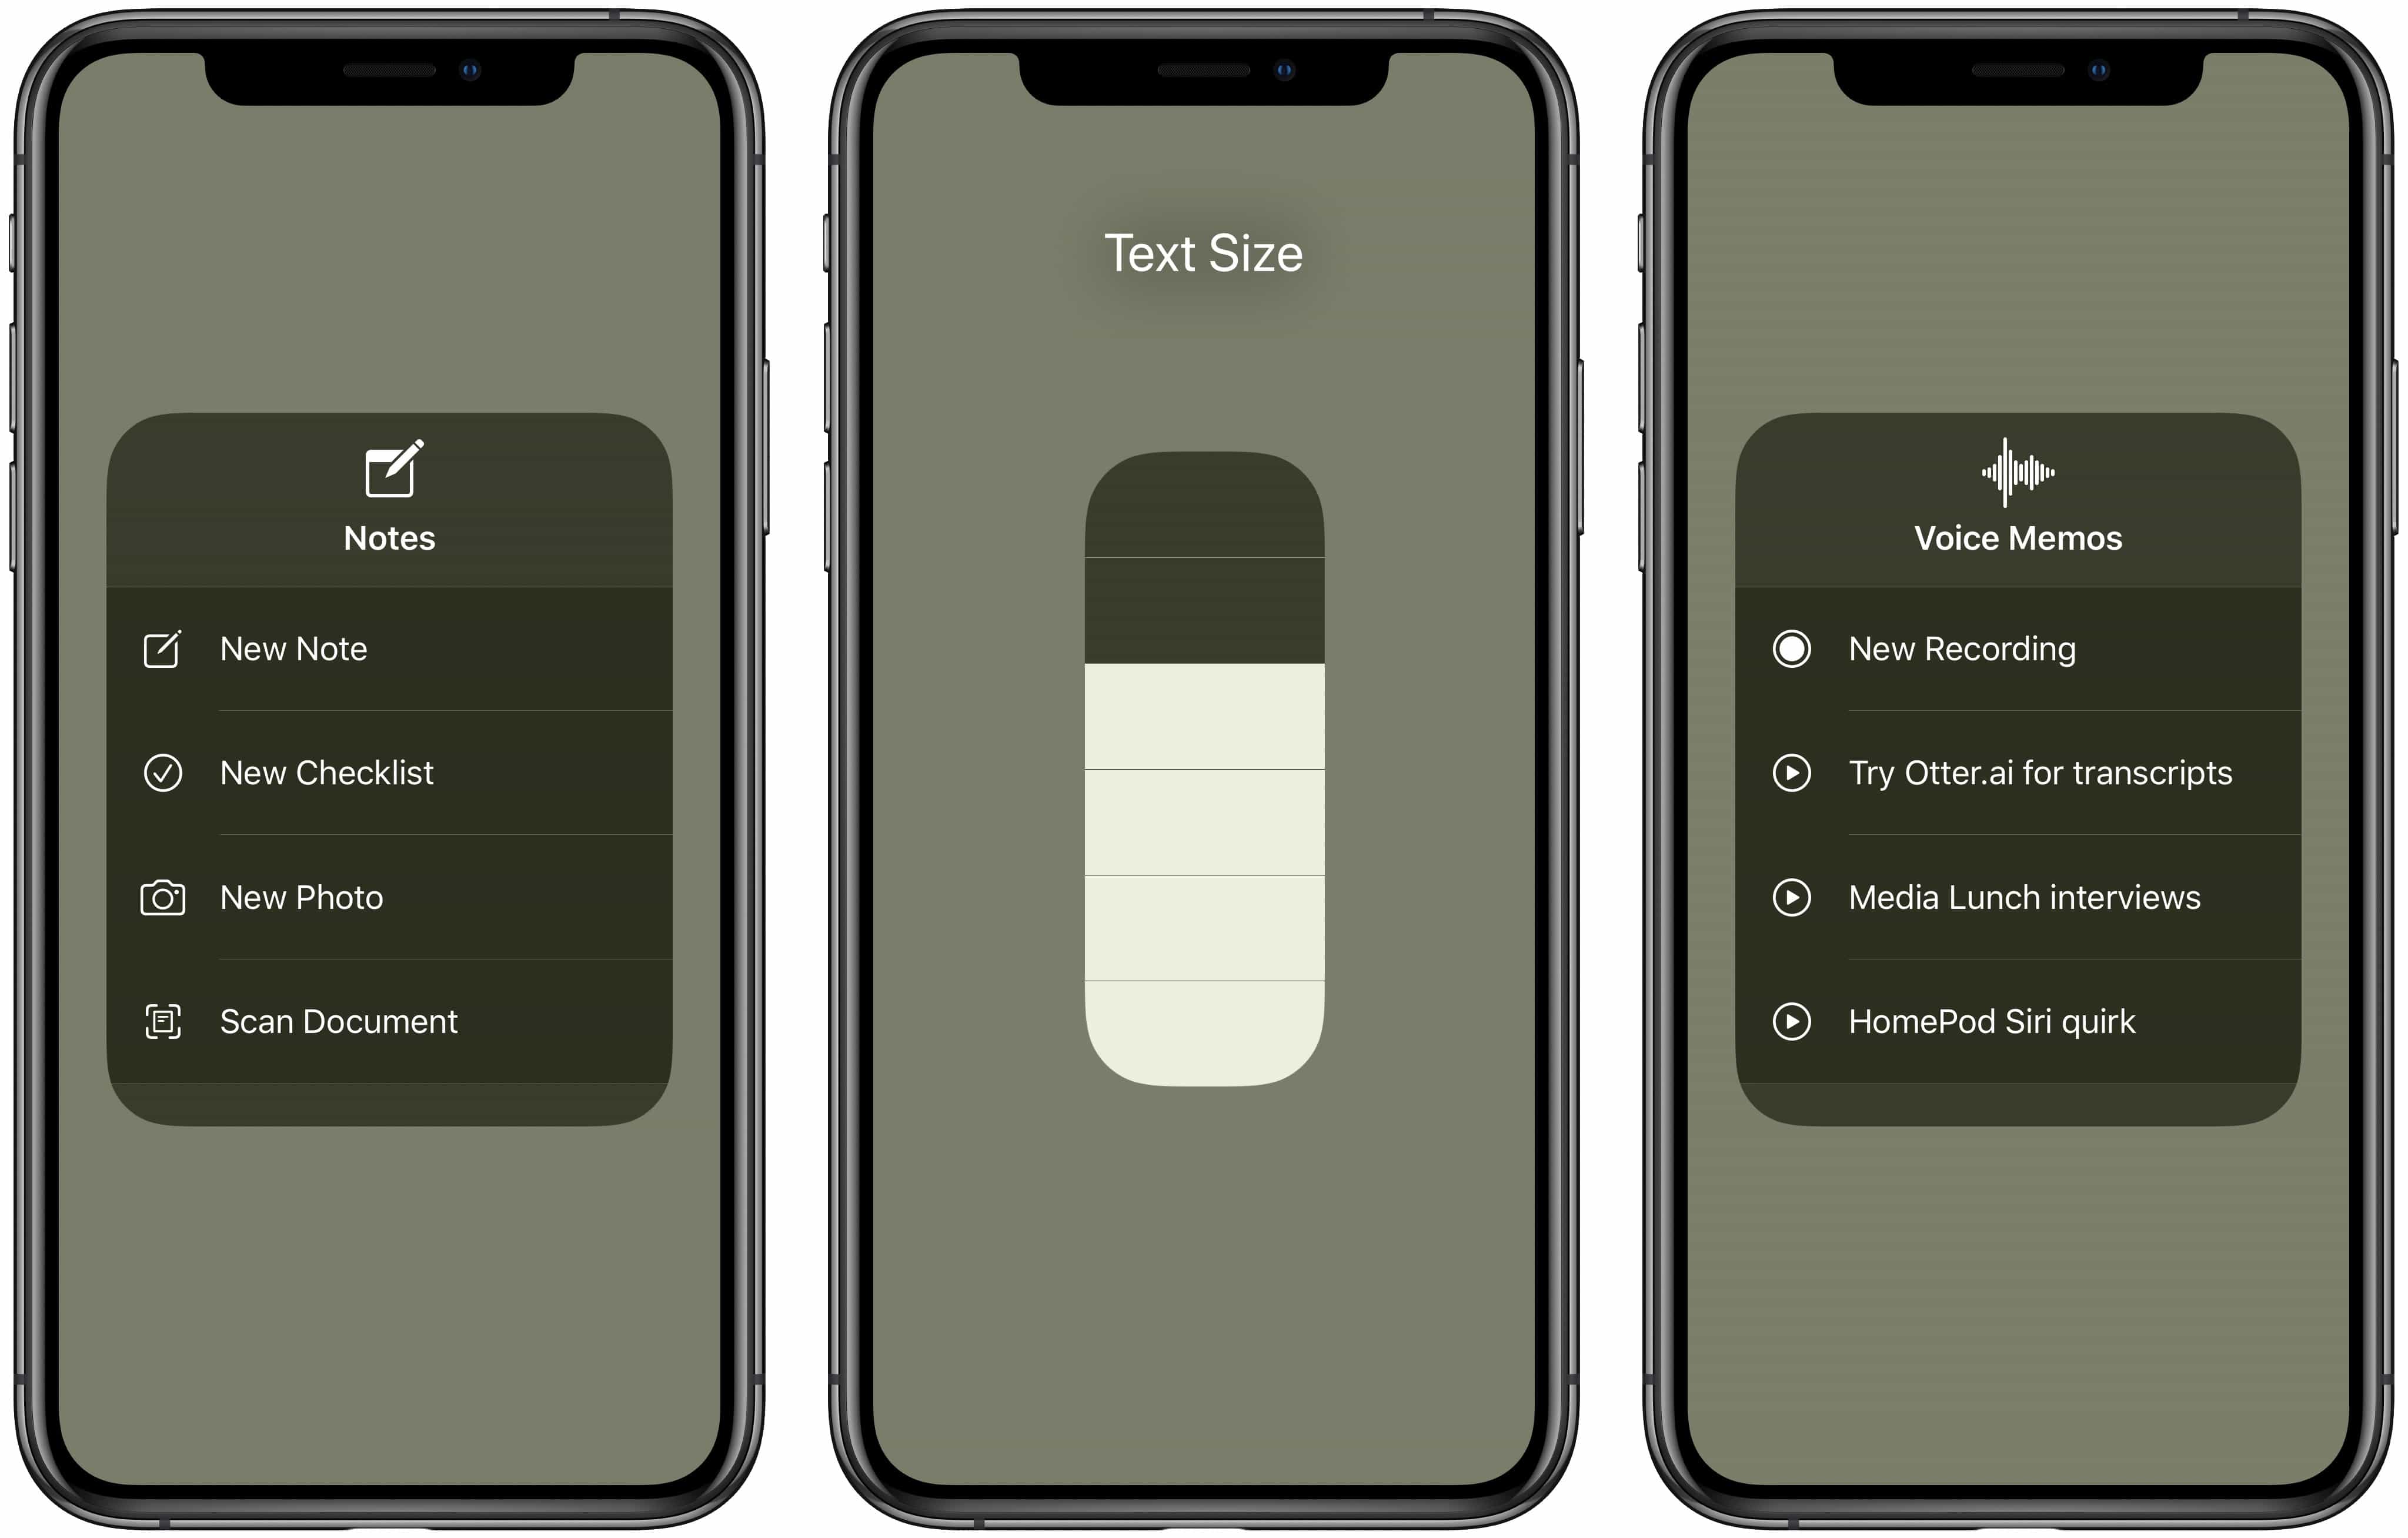 Notes
New Note
New Checklist
New Photo
Scan Document
Text Size
Voice Memos
New Recording
Try Otter.ai for transcripts
Media Lunch interviews
HomePod Siri quirk